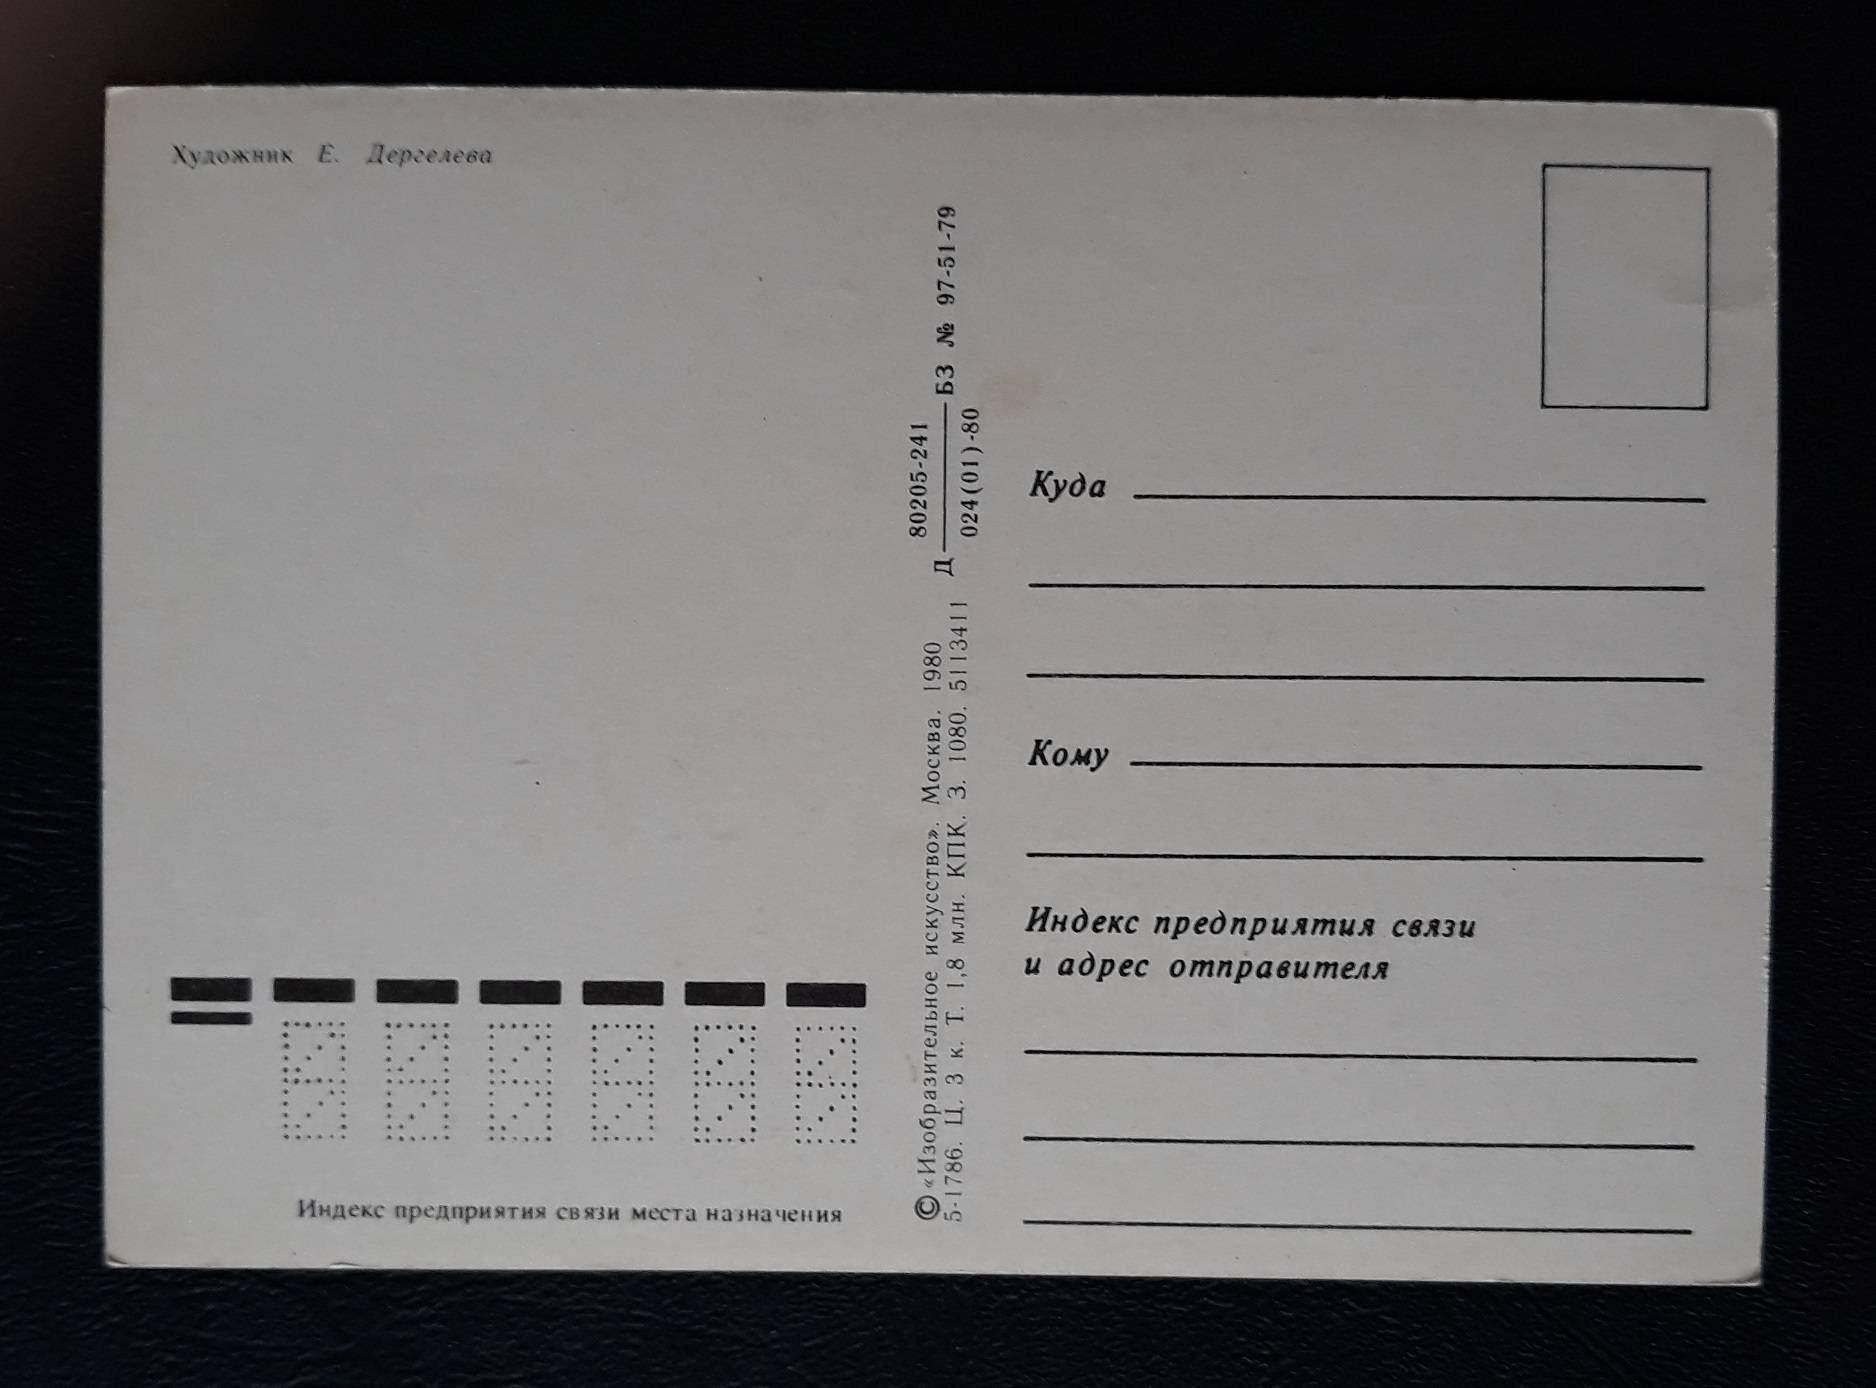 Художник Е. Дергелева
Индекс предприятия связи места назначения
© «Изобразительное искусство». Москва. 1980
5-1786. Ц. 3 к. Т. 1,8 млн. КПК. З. 1080. 5113411
80205-241
Д БЗ № 97-51-79
024(01)-80
Куда
Кому
Индекс предприятия связи
и адрес отправителя